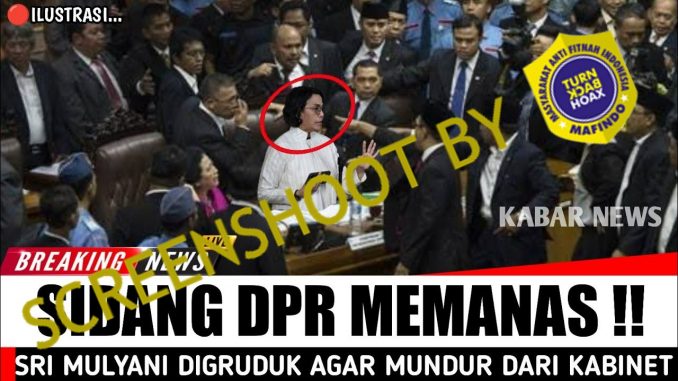 ILUSTRASI...
MASYARAKAT ANTI FITNAH INDONESIA
TURN
BACK
HOAX
MAFINDO
SCREENSHOOT BY
KABAR NEWS
LIVE
BREAKING NEWS
SIDANG DPR MEMANAS !!
SRI MULYANI DIGRUDUK AGAR MUNDUR DARI KABINET